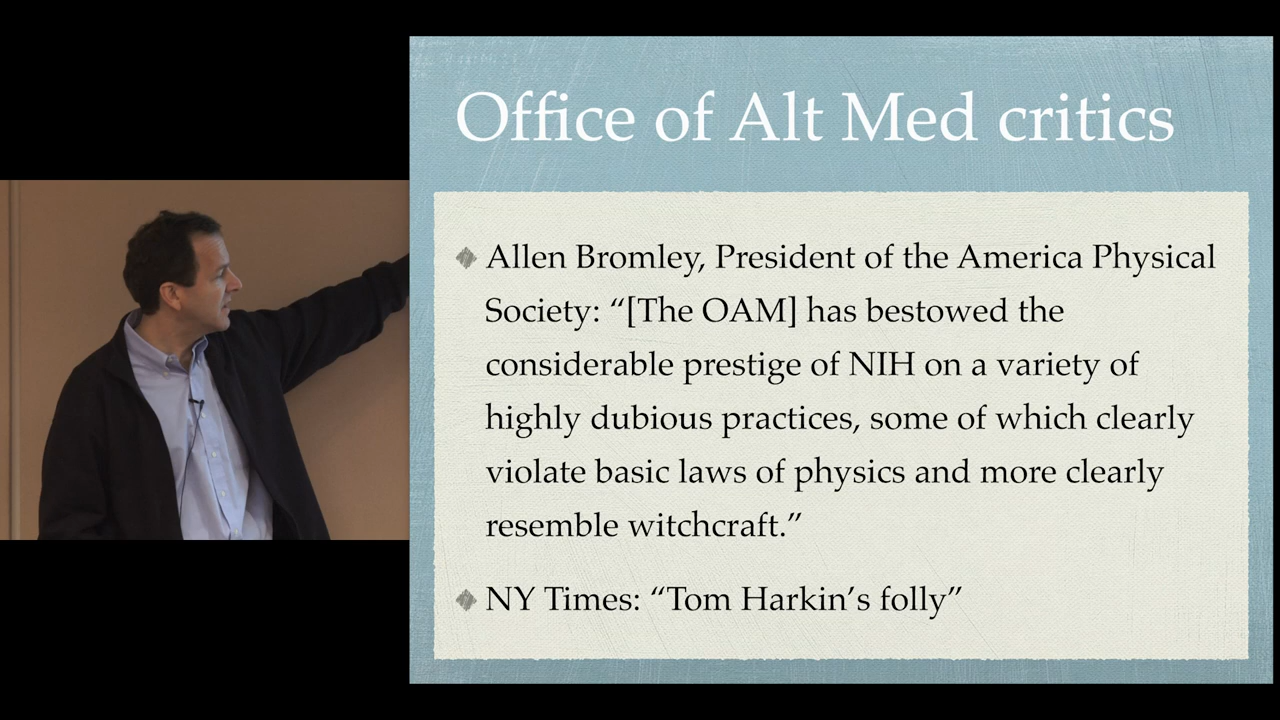 Office of Alt Med critics
Allen Bromley, President of the America Physical
Society: “[The OAM] has bestowed the
considerable prestige of NIH on a variety of
highly dubious practices, some of which clearly
violate basic laws of physics and more clearly
resemble witchcraft.”
NY Times: “Tom Harkin’s folly”